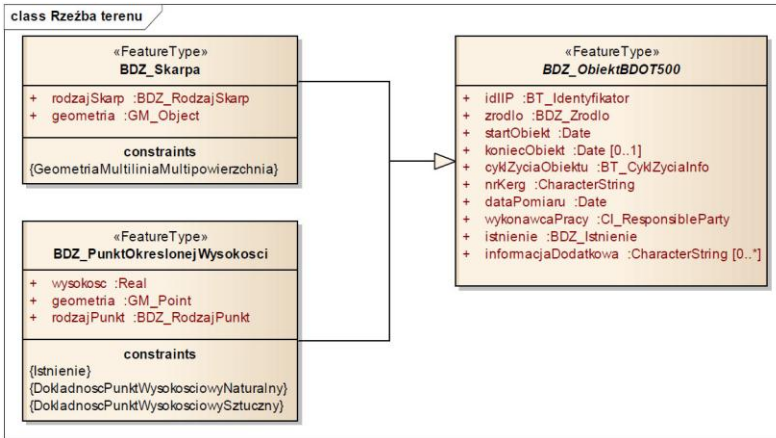 class Rzeźba terenu
«FeatureType»
BDZ_Skarpa
+ rodzajSkarp :BDZ_RodzajSkarp
+ geometria :GM_Object
constraints
{GeometriaMultiliniaMultipowierzchnia}
«FeatureType»
BDZ_PunktOkreslonejWysokosci
+ wysokosc :Real
+ geometria :GM_Point
+ rodzajPunkt :BDZ_RodzajPunkt
constraints
{Istnienie}
{DokladnoscPunktWysokosciowyNaturalny}
{DokladnoscPunktWysokosciowySztuczny}
«FeatureType»
BDZ_ObiektBDOT500
+ idIIP :BT_Identyfikator
+ zrodlo :BDZ_Zrodlo
+ startObiekt :Date
+ koniecObiekt :Date [0..1]
+ cyklZyciaObiektu :BT_CyklZyciaInfo
+ nrKerg :CharacterString
+ dataPomiaru :Date
+ wykonawcaPracy :CI_ResponsibleParty
+ istnienie :BDZ_Istnienie
+ informacjaDodatkowa :CharacterString [0..*]